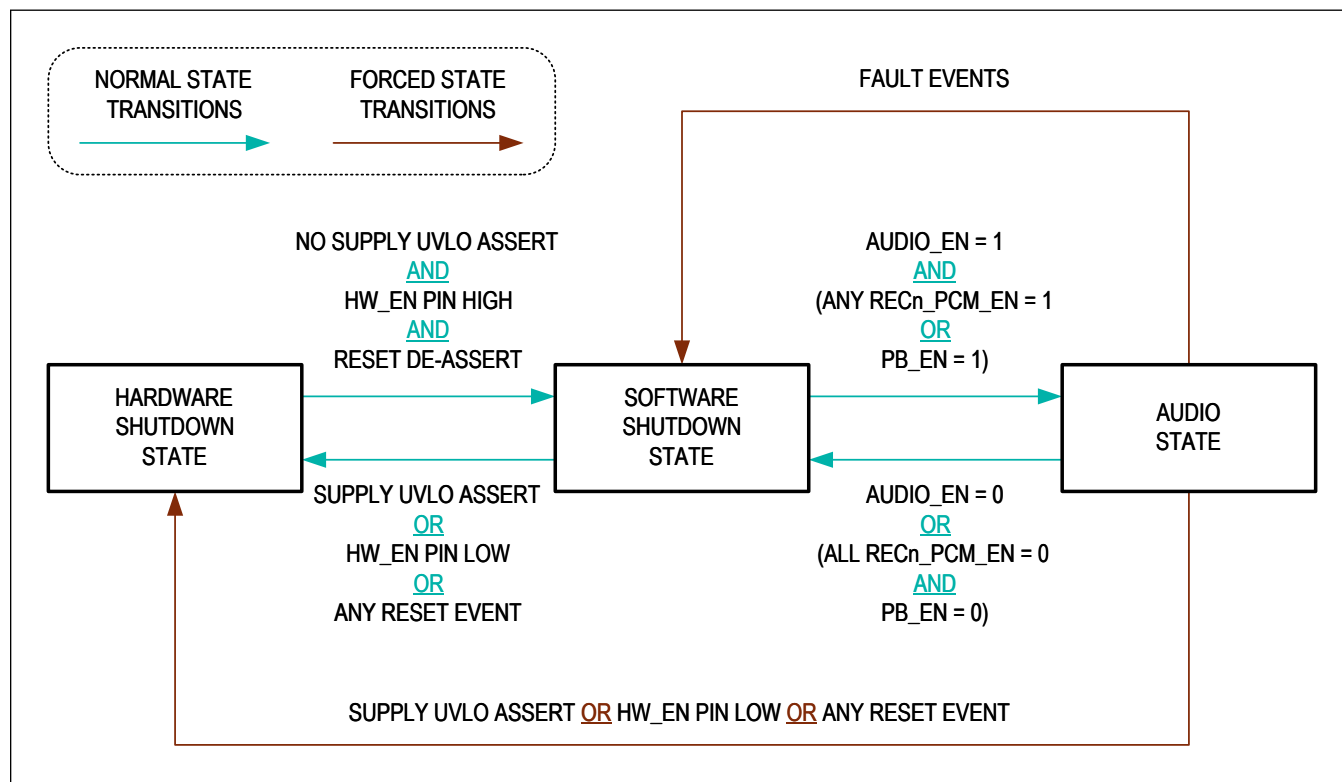 NORMAL STATE
TRANSITIONS
FORCED STATE
TRANSITIONS
FAULT EVENTS
NO SUPPLY UVLO ASSERT
AND
HW_EN PIN HIGH
AND
RESET DE-ASSERT
AUDIO_EN = 1
AND
(ANY RECn_PCM_EN = 1
OR
PB_EN = 1)
HARDWARE
SHUTDOWN
STATE
SOFTWARE
SHUTDOWN
STATE
AUDIO
STATE
SUPPLY UVLO ASSERT
OR
HW_EN PIN LOW
OR
ANY RESET EVENT
AUDIO_EN = 0
OR
(ALL RECn_PCM_EN = 0
AND
PB_EN = 0)
SUPPLY UVLO ASSERT OR HW_EN PIN LOW OR ANY RESET EVENT